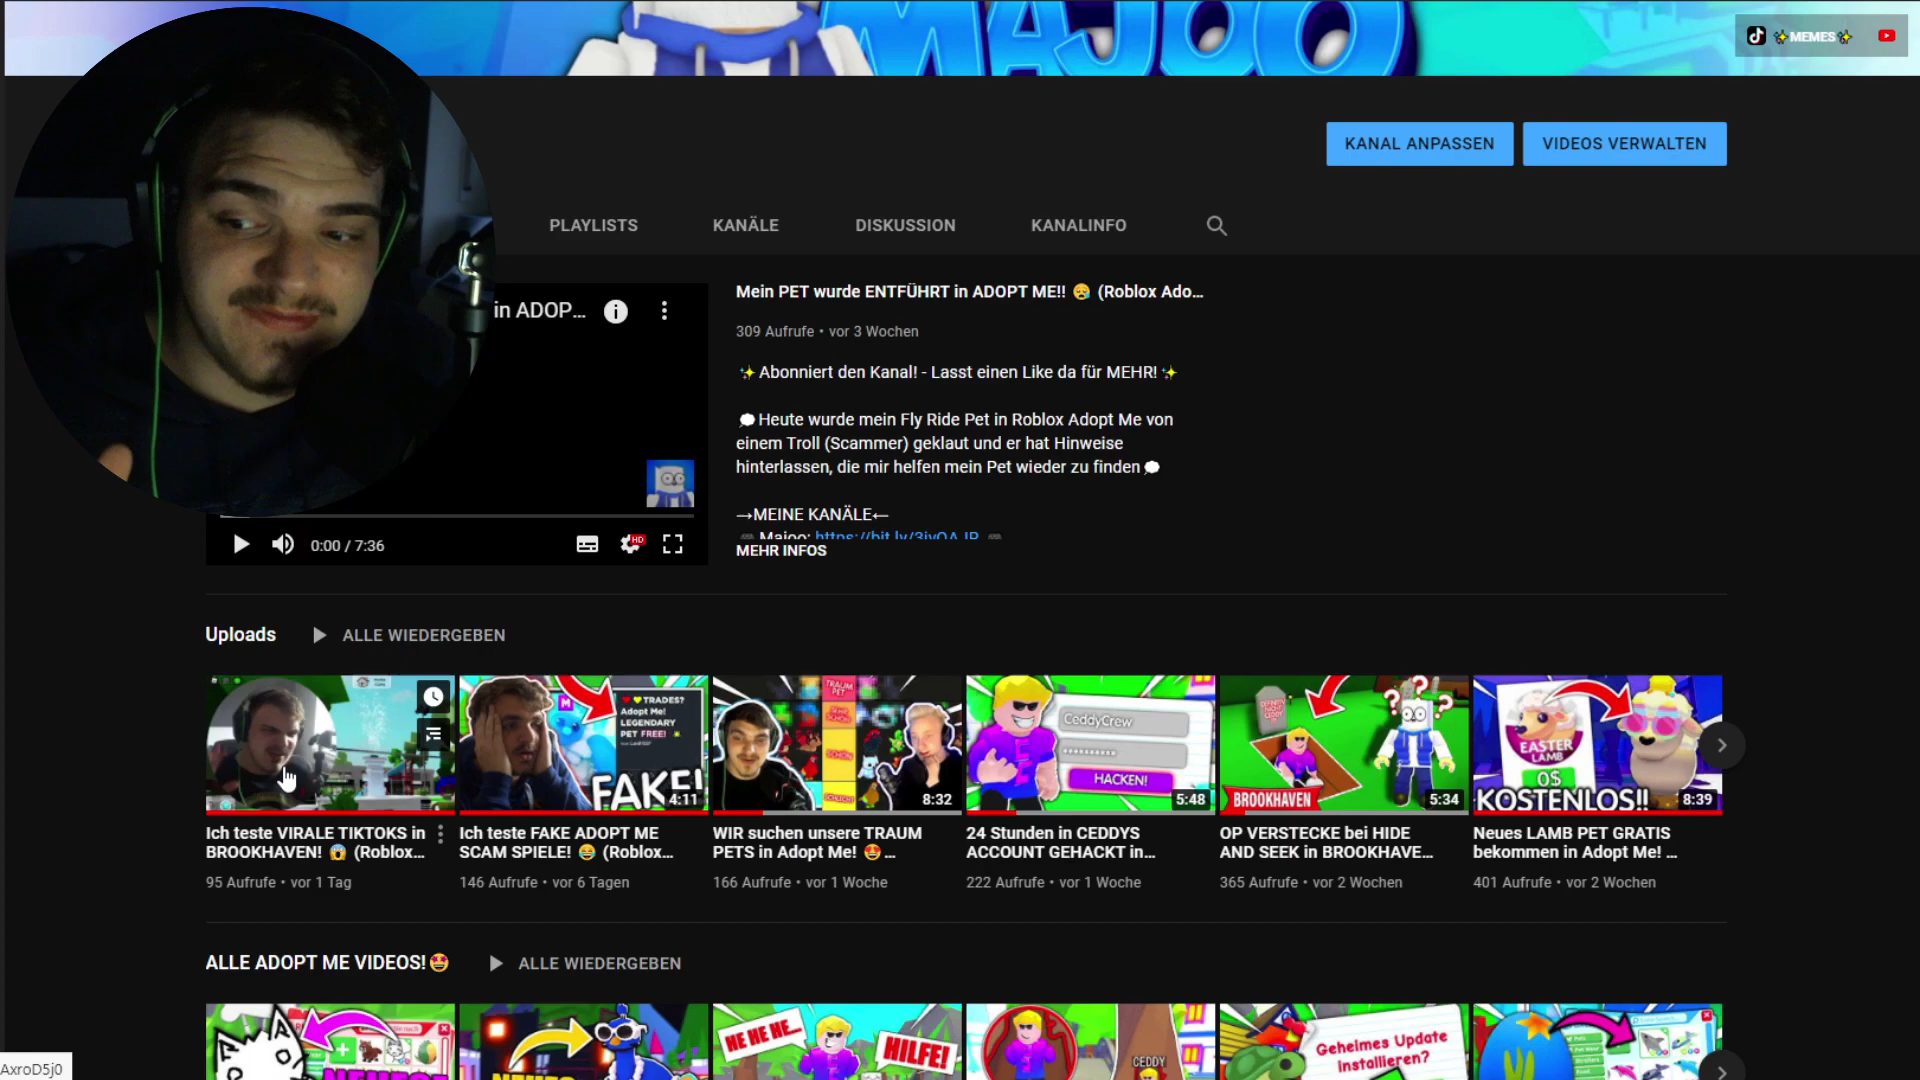 MAJOO
✨MEMES✨
KANAL ANPASSEN
VIDEOS VERWALTEN
PLAYLISTS
KANÄLE
DISKUSSION
KANALINFO
in ADOP...
Mein PET wurde ENTFÜHRT in ADOPT ME!! 😪 (Roblox Ado...
309 Aufrufe • vor 3 Wochen
✨Abonniert den Kanal! - Lasst einen Like da für MEHR!✨
💭Heute wurde mein Fly Ride Pet in Roblox Adopt Me von
einem Troll (Scammer) geklaut und er hat Hinweise
hinterlassen, die mir helfen mein Pet wieder zu finden💭
→MEINE KANÄLE←
MEHR INFOS
0:00 / 7:36
HD
Uploads
ALLE WIEDERGEBEN
TRADES?
Adopt Me!
LEGENDARY
PET FREE!
FAKE!
4:11
TRAUM
PET
8:32
CeddyCrew
HACKEN!
5:48
BROOKHAVEN
5:34
EASTER
LAMB
0$
KOSTENLOS!!
8:39
Ich teste VIRALE TIKTOKS in
BROOKHAVEN! 😱 (Roblox...
95 Aufrufe • vor 1 Tag
Ich teste FAKE ADOPT ME
SCAM SPIELE! 😂 (Roblox...
146 Aufrufe • vor 6 Tagen
WIR suchen unsere TRAUM
PETS in Adopt Me! 🤩...
166 Aufrufe • vor 1 Woche
24 Stunden in CEDDYS
ACCOUNT GEHACKT in...
222 Aufrufe • vor 1 Woche
OP VERSTECKE bei HIDE
AND SEEK in BROOKHAVE...
365 Aufrufe • vor 2 Wochen
Neues LAMB PET GRATIS
bekommen in Adopt Me! ...
401 Aufrufe • vor 2 Wochen
ALLE ADOPT ME VIDEOS!🤩
ALLE WIEDERGEBEN
HE HE HE...
HILFE!
CEDDY
Geheimes Update
installieren?
AxroD5j0